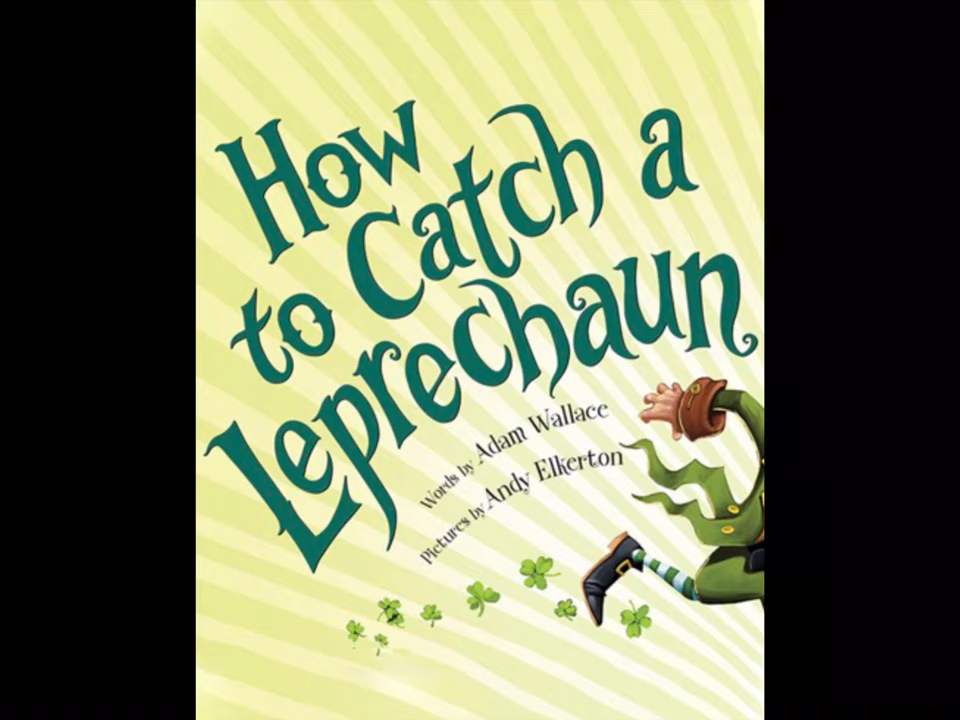 How
to Catch a
Leprechaun
Words by Adam Wallace
Pictures by Andy Elkerton